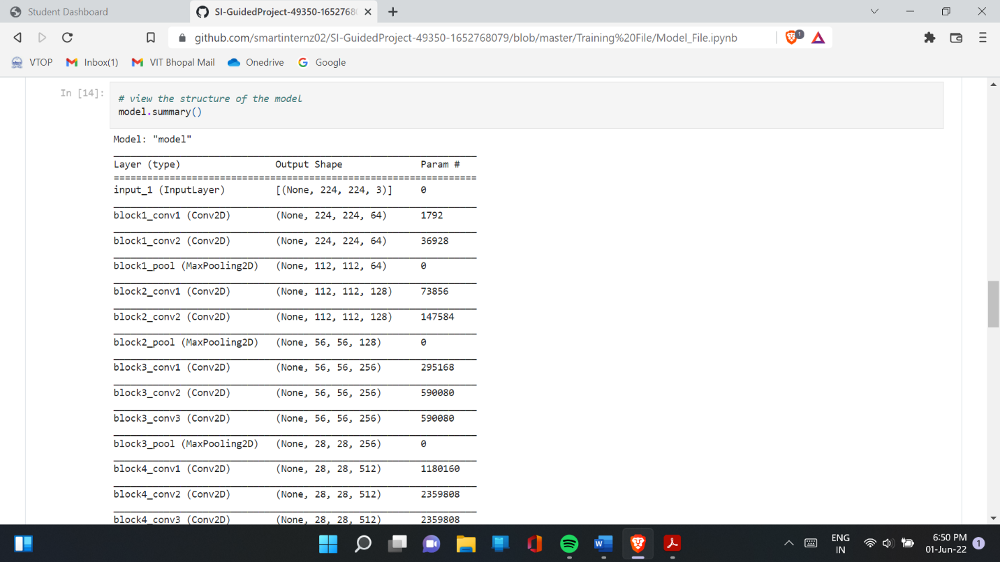 Student Dashboard
SI-GuidedProject-49350-16527680
github.com/smartinternz02/SI-GuidedProject-49350-1652768079/blob/master/Training%20File/Model_File.ipynb
1
VTOP Inbox(1) VIT Bhopal Mail Onedrive Google
In [14]:
# view the structure of the model
model.summary()
Model: "model"
Layer (type) Output Shape Param #
=================================================================
input_1 (InputLayer) [(None, 224, 224, 3)] 0
block1_conv1 (Conv2D) (None, 224, 224, 64) 1792
block1_conv2 (Conv2D) (None, 224, 224, 64) 36928
block1_pool (MaxPooling2D) (None, 112, 112, 64) 0
block2_conv1 (Conv2D) (None, 112, 112, 128) 73856
block2_conv2 (Conv2D) (None, 112, 112, 128) 147584
block2_pool (MaxPooling2D) (None, 56, 56, 128) 0
block3_conv1 (Conv2D) (None, 56, 56, 256) 295168
block3_conv2 (Conv2D) (None, 56, 56, 256) 590080
block3_conv3 (Conv2D) (None, 56, 56, 256) 590080
block3_pool (MaxPooling2D) (None, 28, 28, 256) 0
block4_conv1 (Conv2D) (None, 28, 28, 512) 1180160
block4_conv2 (Conv2D) (None, 28, 28, 512) 2359808
block4_conv3 (Conv2D) (None, 28, 28, 512) 2359808
ENG
IN
6:50 PM
01-Jun-22
1